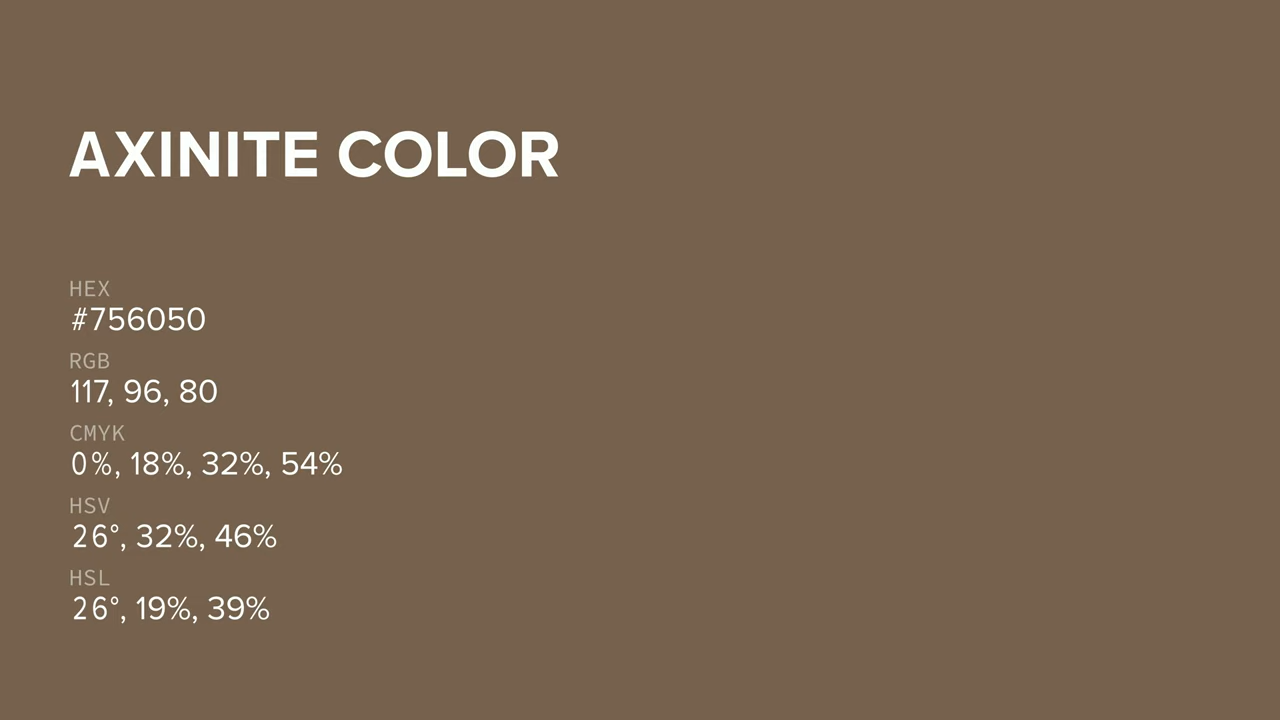 AXINITE COLOR
HEX
#756050
RGB
117, 96, 80
CMYK
0%, 18%, 32%, 54%
HSV
26°, 32%, 46%
HSL
26°, 19%, 39%